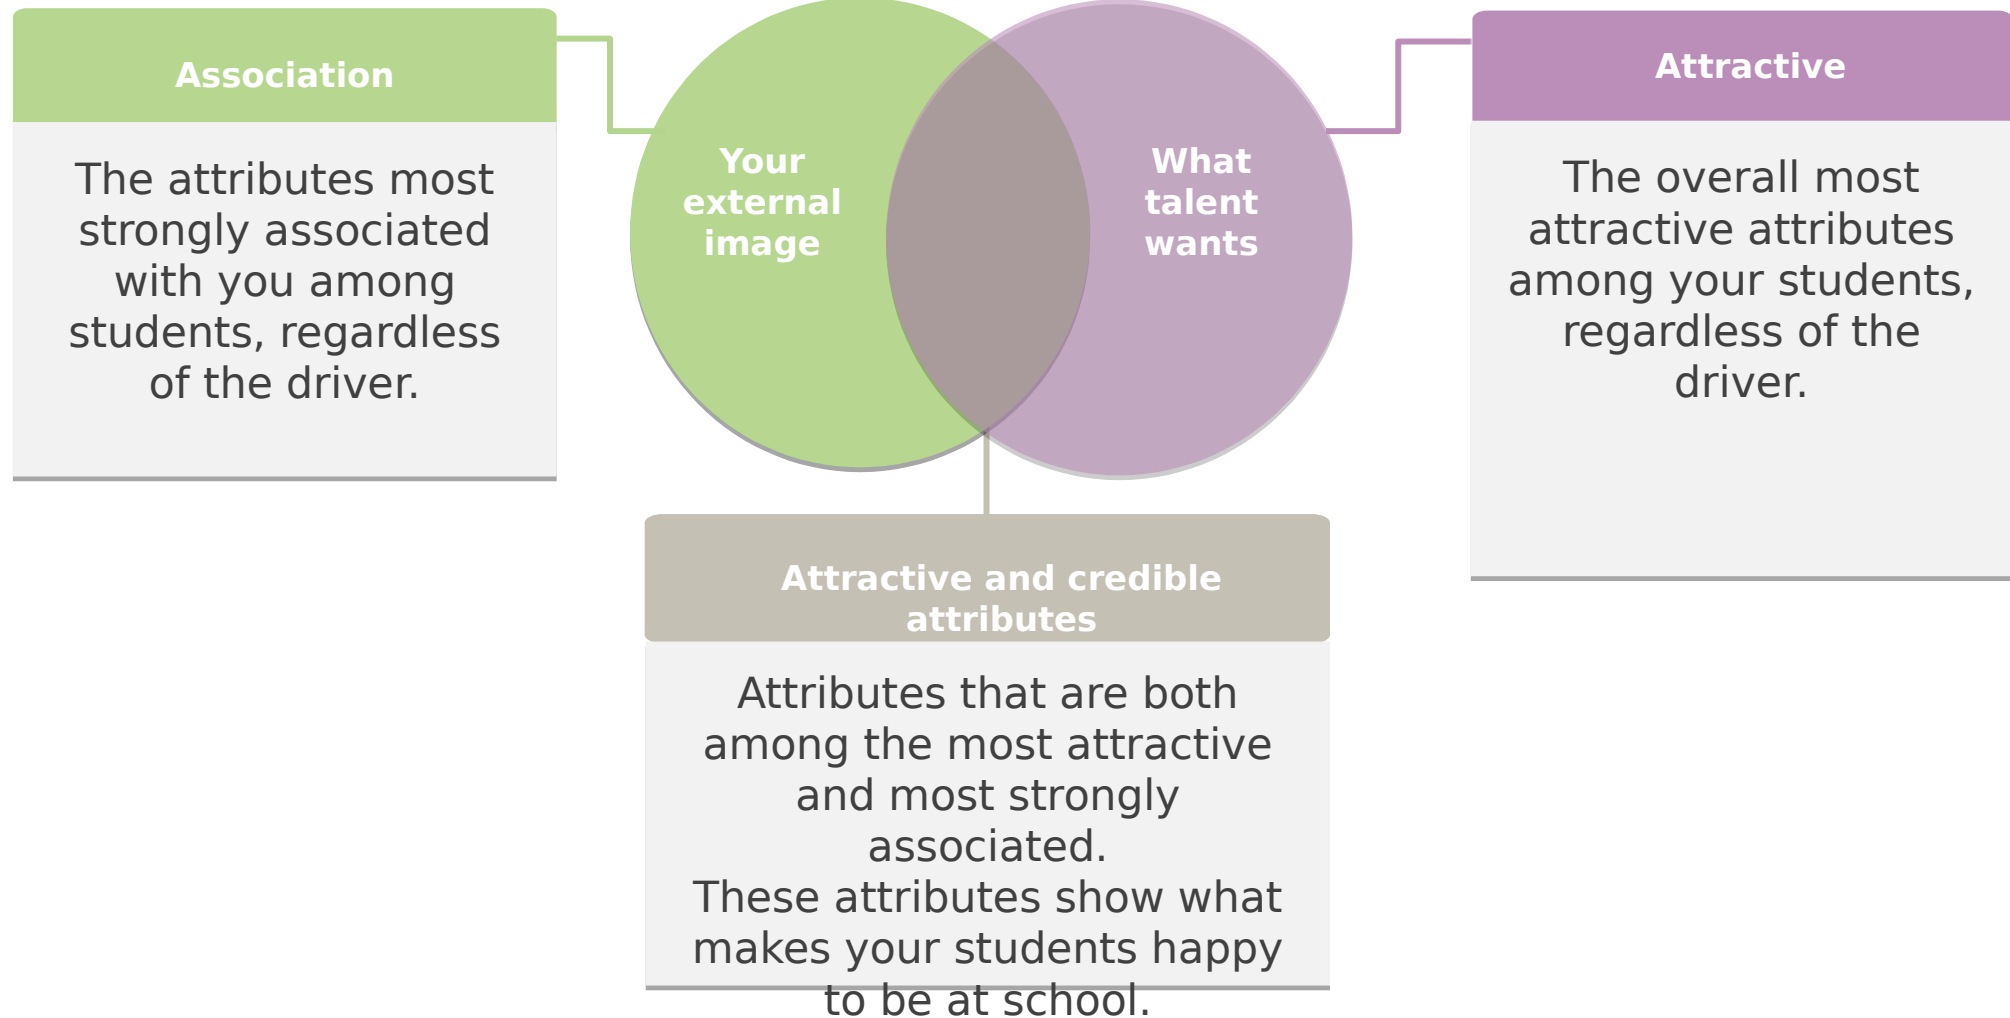 Association
The attributes most
strongly associated
with you among
students, regardless
of the driver.
Your
external
image
What
talent
wants
Attractive
The overall most
attractive attributes
among your students,
regardless of the
driver.
Attractive and credible
attributes
Attributes that are both
among the most attractive
and most strongly
associated.
These attributes show what
makes your students happy
to be at school.